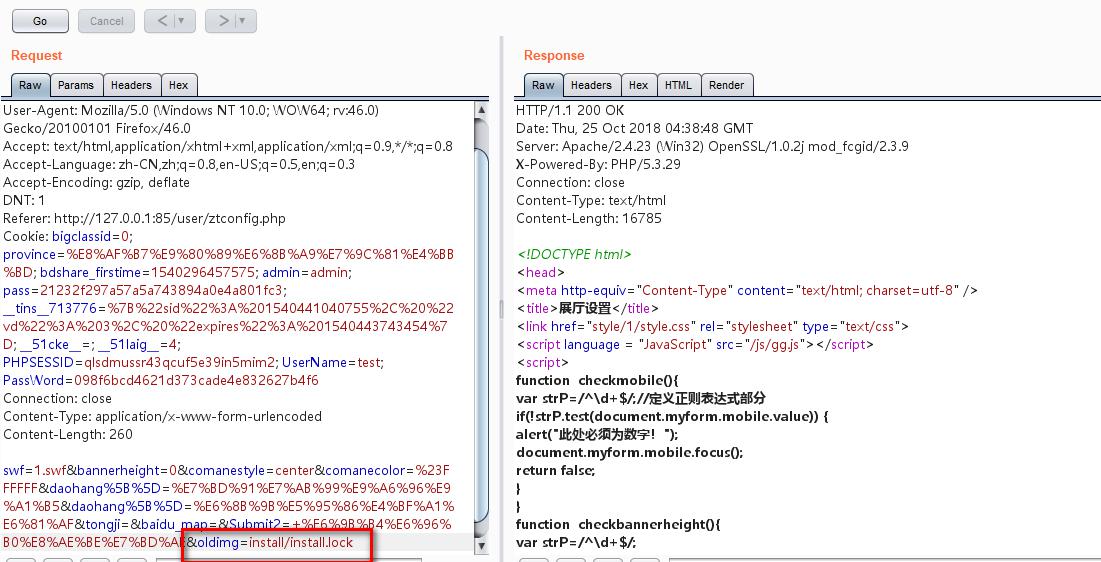 Go Cancel < >
Request
Raw Params Headers Hex
User-Agent: Mozilla/5.0 (Windows NT 10.0; WOW64; rv:46.0)
Gecko/20100101 Firefox/46.0
Accept: text/html,application/xhtml+xml,application/xml;q=0.9,*/*;q=0.8
Accept-Language: zh-CN,zh;q=0.8,en-US;q=0.5,en;q=0.3
Accept-Encoding: gzip, deflate
DNT: 1
Referer: http://127.0.0.1:85/user/ztconfig.php
Cookie: bigclassid=0;
province=%E8%AF%B7%E9%80%89%E6%8B%A9%E7%9C%81%E4%BB
%BD; bdshare_firstime=1540296457575; admin=admin;
pass=21232f297a57a5a743894a0e4a801fc3;
__tins__713776=%7B%22sid%22%3A%201540441040755%2C%20%22
vd%22%3A%203%2C%20%22expires%22%3A%201540443743454%7
D; __51cke__=; __51laig__=4;
PHPSESSID=qlsdmussr43qcuf5e39in5mim2; UserName=test;
PassWord=098f6bcd4621d373cade4e832627b4f6
Connection: close
Content-Type: application/x-www-form-urlencoded
Content-Length: 260
swf=1.swf&bannerheight=0&comanestyle=center&comanecolor=%23F
FFFFF&daohang%5B%5D=%E7%BD%91%E7%AB%99%E9%A6%96%E9
%A1%B5&daohang%5B%5D=%E6%8B%9B%E5%95%86%E4%BF%A1%
E6%81%AF&tongji=&baidu_map=&Submit2=+%E6%9B%B4%E6%96%
B0%E8%AE%BE%E7%BD%AE&oldimg=install/install.lock
Response
Raw Headers Hex HTML Render
HTTP/1.1 200 OK
Date: Thu, 25 Oct 2018 04:38:48 GMT
Server: Apache/2.4.23 (Win32) OpenSSL/1.0.2j mod_fcgid/2.3.9
X-Powered-By: PHP/5.3.29
Connection: close
Content-Type: text/html
Content-Length: 16785
<!DOCTYPE html>
<head>
<meta http-equiv="Content-Type" content="text/html; charset=utf-8" />
<title>展厅设置</title>
<link href="style/1/style.css" rel="stylesheet" type="text/css">
<script language = "JavaScript" src="/js/gg.js"></script>
<script>
function checkmobile(){
var strP=/^\d+$/;//定义正则表达式部分
if(!strP.test(document.myform.mobile.value)) {
alert("此处必须为数字！");
document.myform.mobile.focus();
return false;
}
}
function checkbannerheight(){
var strP=/^\d+$/;